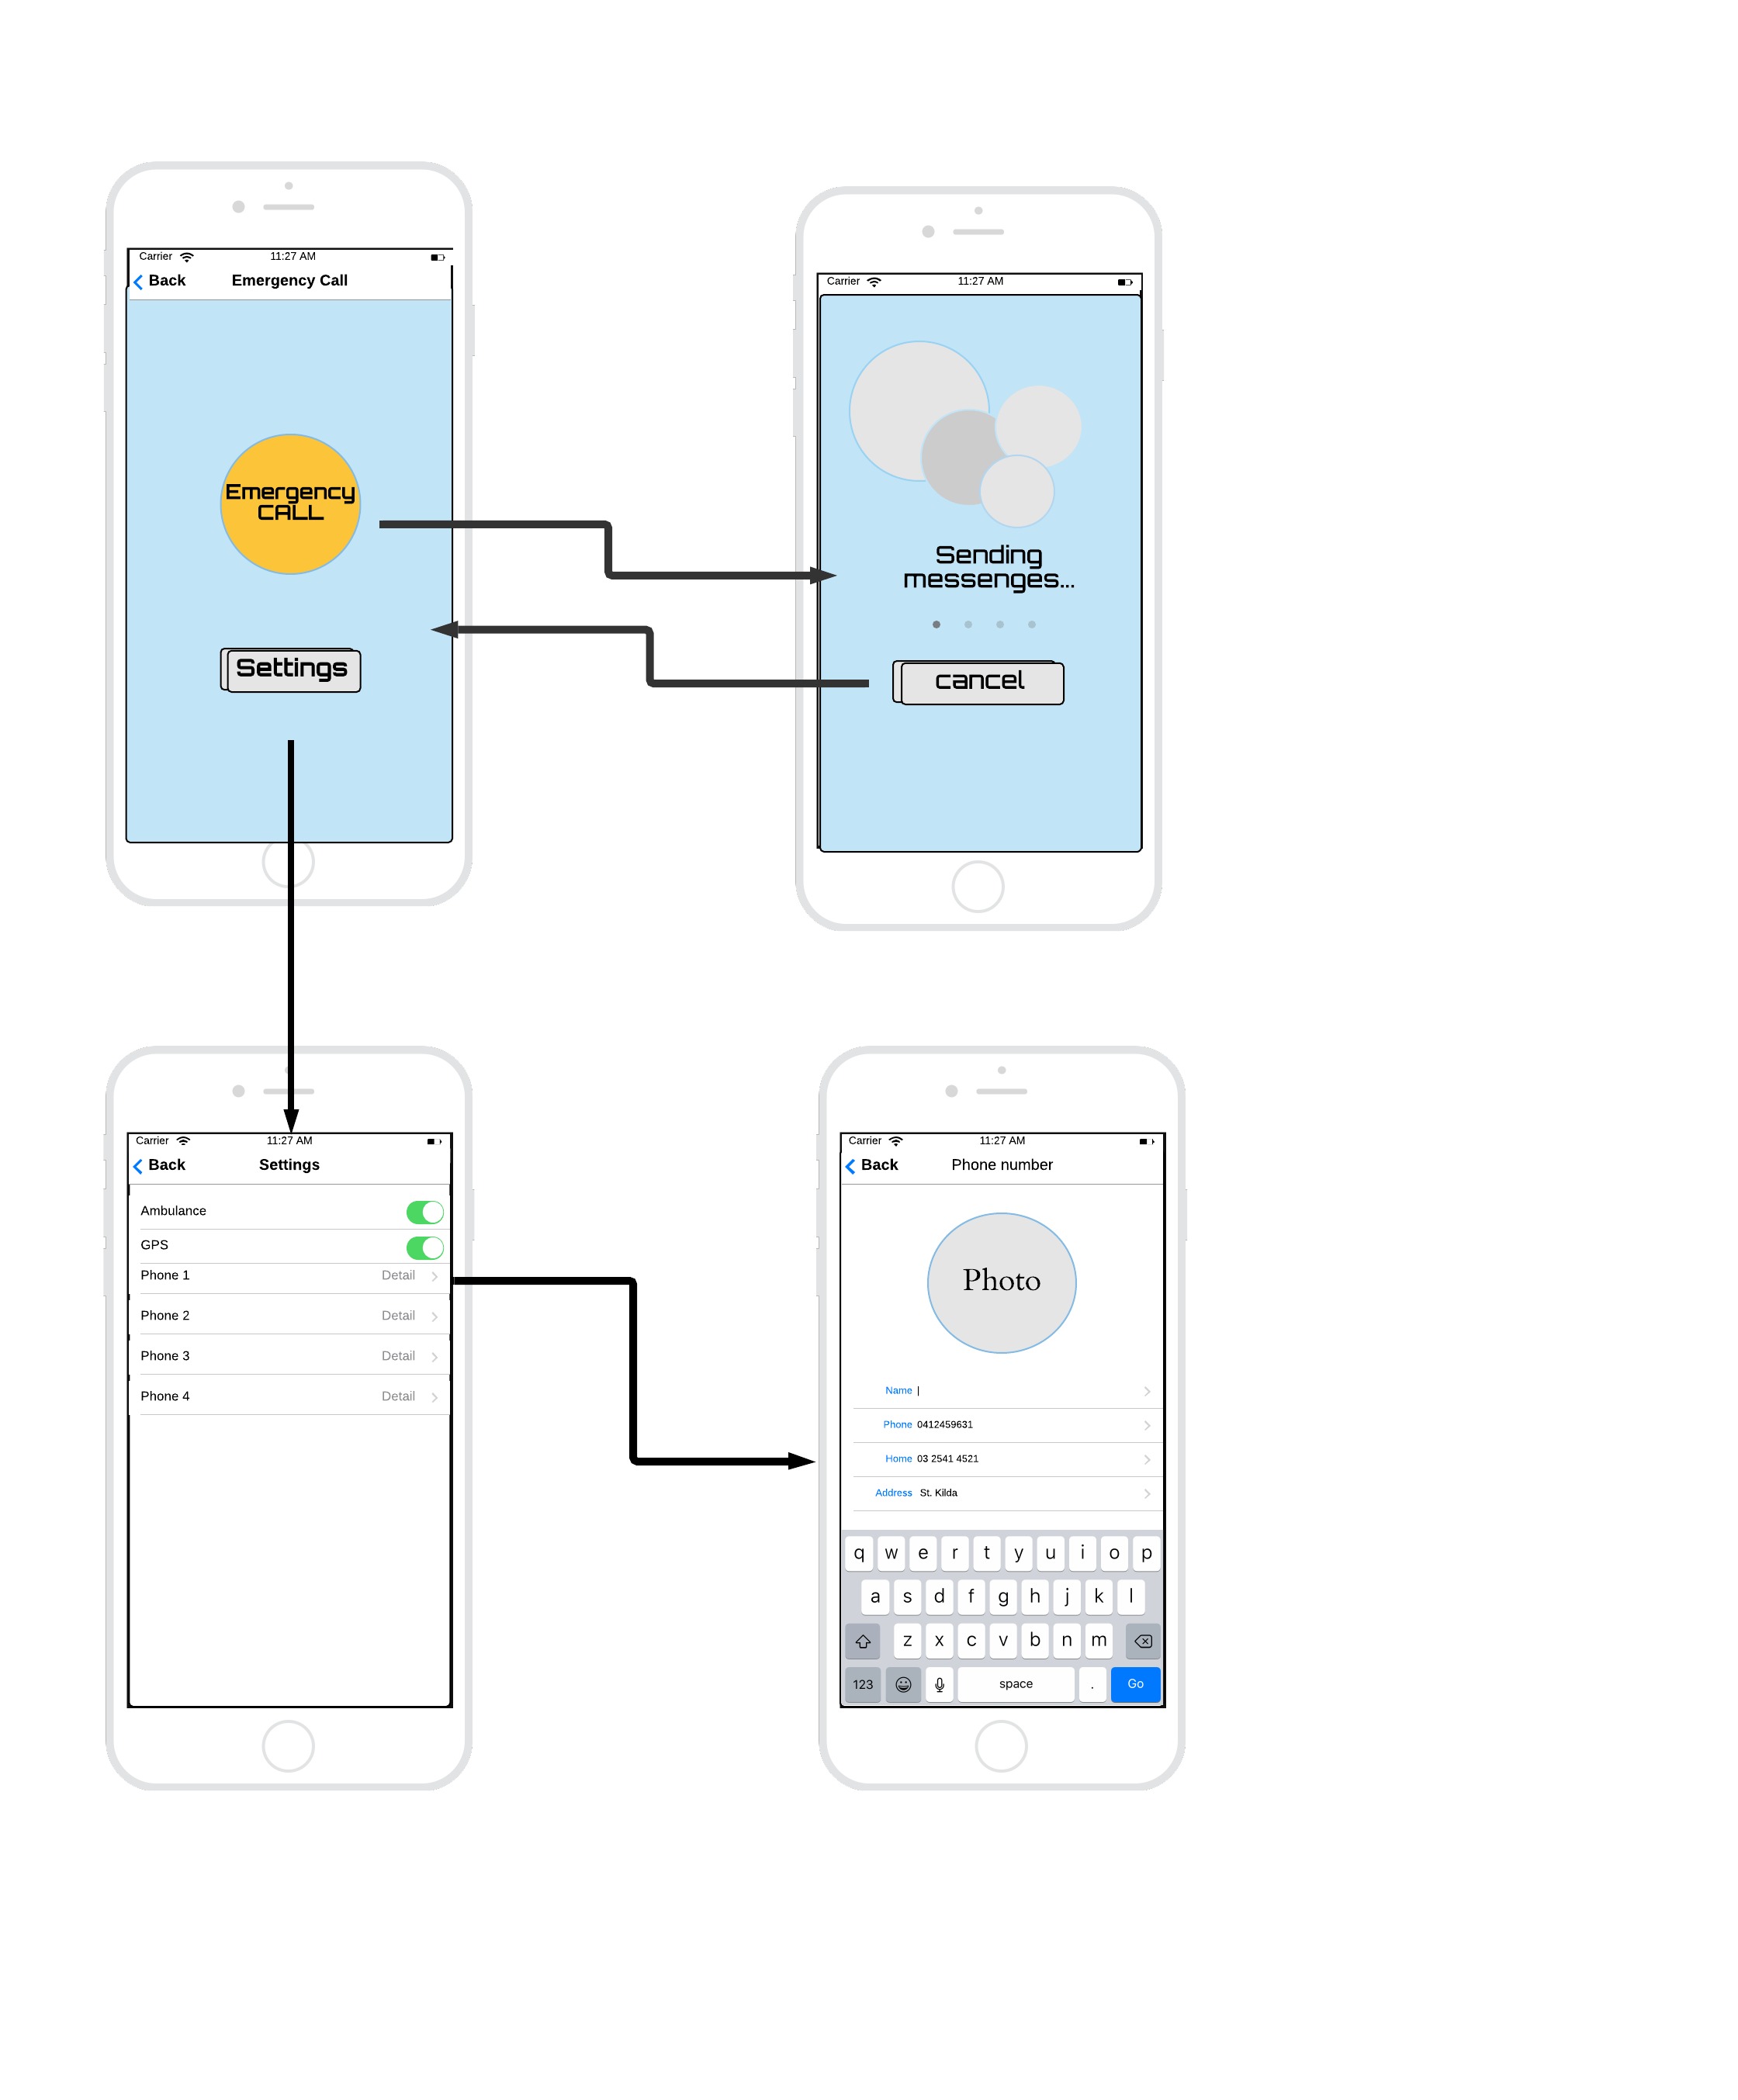 Carrier 11:27 AM
Back Emergency Call
Emergency
CALL
Settings
Carrier 11:27 AM
Sending
messenges...
cancel
Carrier 11:27 AM
Back Settings
Ambulance
GPS
Phone 1 Detail
Phone 2 Detail
Phone 3 Detail
Phone 4 Detail
Carrier 11:27 AM
Back Phone number
Photo
Name
Phone 0412459631
Home 03 2541 4521
Address St. Kilda
q w e r t y u i o p
a s d f g h j k l
z x c v b n m
123 space . Go